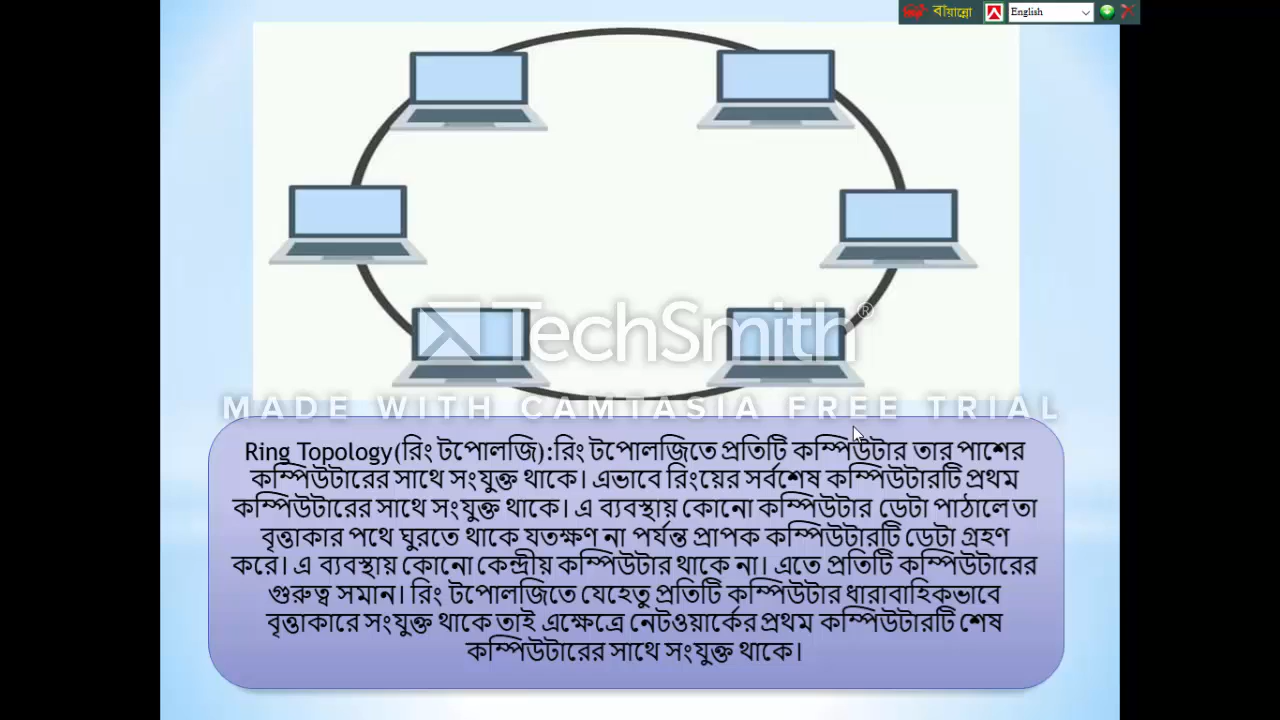 বাঁয়ান্নো
English
TechSmith®
MADE WITH CAMTASIA FREE TRIAL
Ring Topology(রিং টপোলজি):রিং টপোলজিতে প্রতিটি কম্পিউটার তার পাশের
কম্পিউটারের সাথে সংযুক্ত থাকে। এভাবে রিংয়ের সর্বশেষ কম্পিউটারটি প্রথম
কম্পিউটারের সাথে সংযুক্ত থাকে। এ ব্যবস্থায় কোনো কম্পিউটার ডেটা পাঠালে তা
বৃত্তাকার পথে ঘুরতে থাকে যতক্ষণ না পর্যন্ত প্রাপক কম্পিউটারটি ডেটা গ্রহণ
করে। এ ব্যবস্থায় কোনো কেন্দ্রীয় কম্পিউটার থাকে না। এতে প্রতিটি কম্পিউটারের
গুরুত্ব সমান। রিং টপোলজিতে যেহেতু প্রতিটি কম্পিউটার ধারাবাহিকভাবে
বৃত্তাকারে সংযুক্ত থাকে তাই এক্ষেত্রে নেটওয়ার্কের প্রথম কম্পিউটারটি শেষ
কম্পিউটারের সাথে সংযুক্ত থাকে।